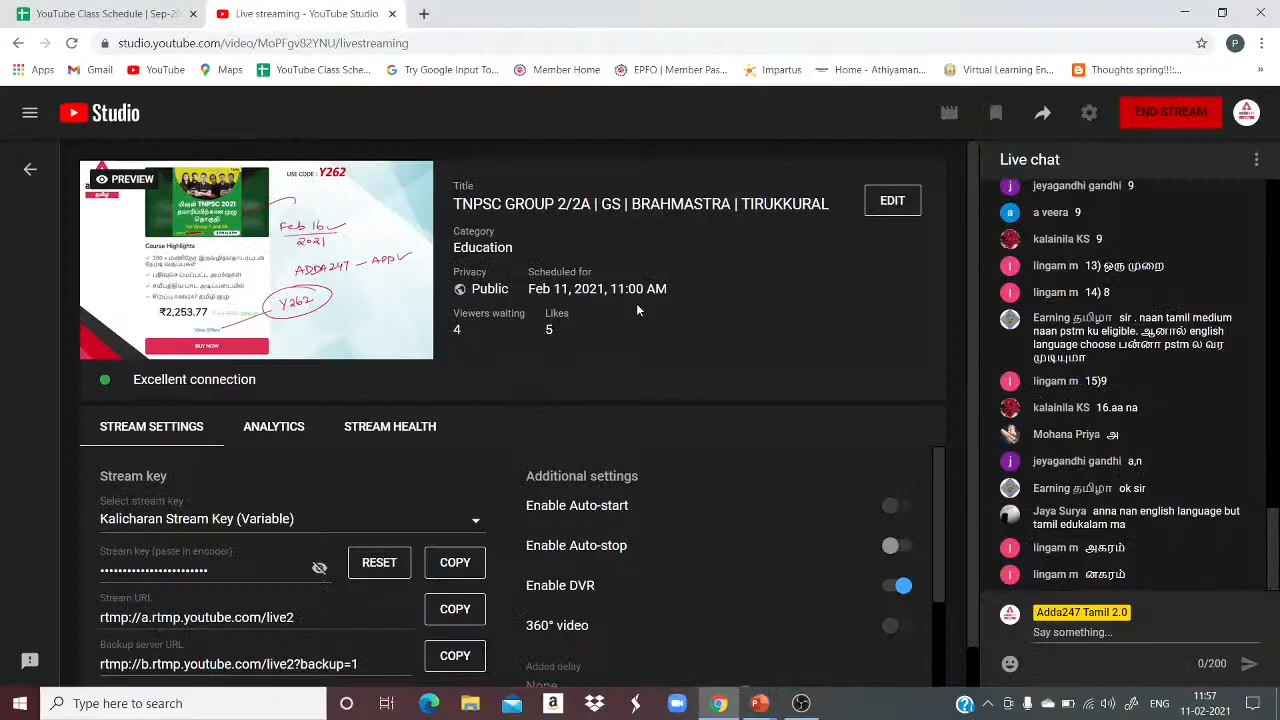 YouTube Classes Schedule | Sep-20
Live streaming - YouTube Studio
studio.youtube.com/video/MoPFgv82YNU/livestreaming
P
Apps
Gmail
YouTube
Maps
YouTube Class Sche...
Try Google Input To...
Member Home
EPFO | Member Pas...
Impartus
Home - Athiyaman...
Virtual Learning En...
Thoughts spring!!!:...
Studio
END STREAM
PREVIEW
USE CODE : Y262
TNPSC 2021
Course Highlights
₹2,253.77
View Offers
BUY NOW
Feb 16
2021
ADDA247 - APP
Y262
Excellent connection
Title
TNPSC GROUP 2/2A | GS | BRAHMASTRA | TIRUKKURAL
EDIT
Category
Education
Privacy
Public
Scheduled for
Feb 11, 2021, 11:00 AM
Viewers waiting
4
Likes
5
STREAM SETTINGS
ANALYTICS
STREAM HEALTH
Stream key
Select stream key
Kalicharan Stream Key (Variable)
Stream key (paste in encoder)
••••••••••••••••••••••
RESET
COPY
Stream URL
rtmp://a.rtmp.youtube.com/live2
COPY
Backup server URL
rtmp://b.rtmp.youtube.com/live2?backup=1
COPY
Additional settings
Enable Auto-start
Enable Auto-stop
Enable DVR
360° video
Added delay
None
Live chat
jeyagandhi gandhi 9
a veera 9
kalainila KS 9
lingam m 13) ஒரு முறை
lingam m 14) 8
Earning தமிழா sir . naan tamil medium
naan pstm ku eligible. ஆனால் english
language choose பன்னா pstm ல வர
முடியுமா
lingam m 15)9
kalainila KS 16.aa na
Mohana Priya அ
jeyagandhi gandhi a,n
Earning தமிழா ok sir
Jaya Surya anna nan english language but
tamil edukalam ma
lingam m அகரம்
lingam m னகரம்
Adda247 Tamil 2.0
Say something...
0/200
Type here to search
ENG
11:57
11-02-2021